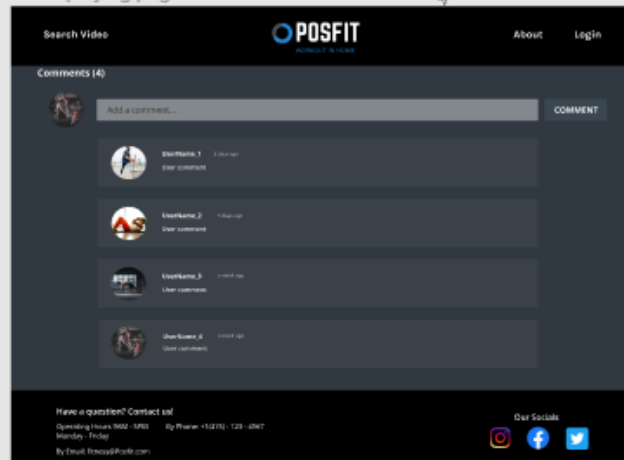 Search Video
POSFIT
WORKOUT IN HOME
About
Login
Comments (4)
Add a comment...
COMMENT
UserName_1
User comment
UserName_2
User comment
UserName_3
User comment
UserName_4
User comment
Have a question? Contact us!
Operating Hours 9AM - 5PM
By Phone: +1(415) - 123 - 4567
Monday - Friday
By Email: fitness@Posfit.com
Our Socials